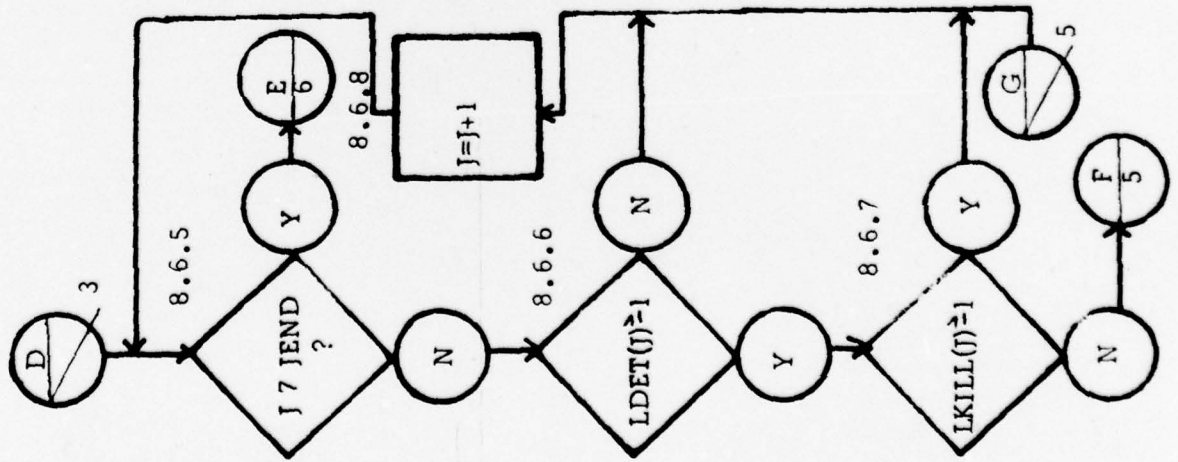 D
3
8.6.5
J 7 JEND
?
Y
E
6
N
8.6.8
J=J+1
8.6.6
LDET(J)≟1
N
Y
8.6.7
LKILL(J)≟1
Y
N
F
5
G
5